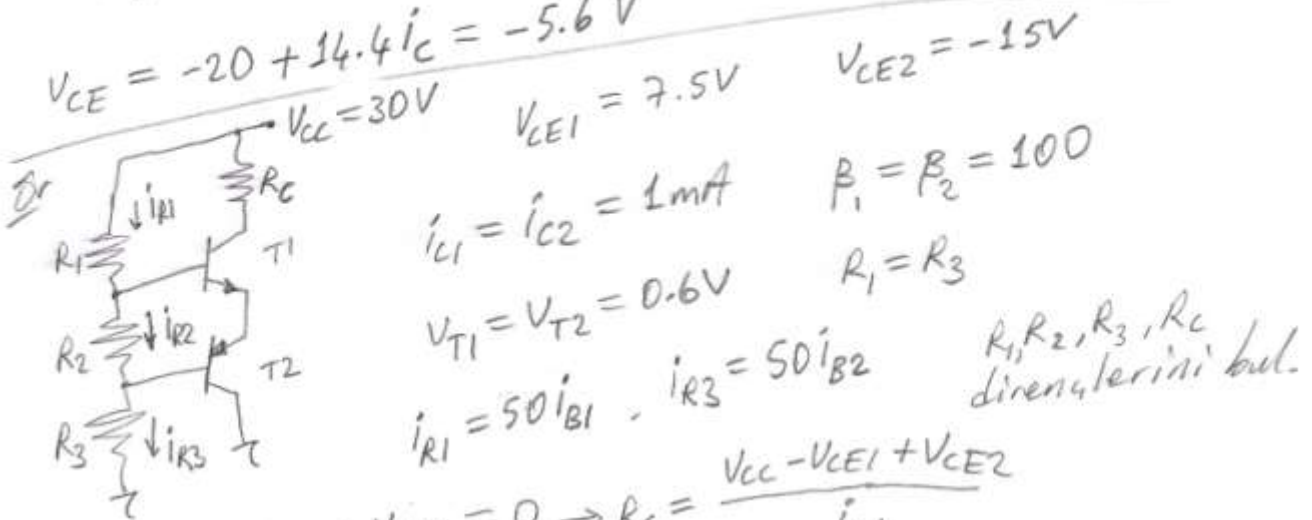 V_CE = -20 + 14.4 i_C = -5.6 V
Ör
V_CC = 30V
V_CE1 = 7.5V
V_CE2 = -15V
R_C
i_R1
R_1
T1
i_C1 = i_C2 = 1mA
β_1 = β_2 = 100
R_2
i_R2
T2
V_T1 = V_T2 = 0.6V
R_1 = R_3
R_3
i_R3
i_R1 = 50 i_B1 . i_R3 = 50 i_B2
R_1, R_2, R_3, R_C
dirençlerini bul.
= 0 → R_C = V_CC - V_CE1 + V_CE2